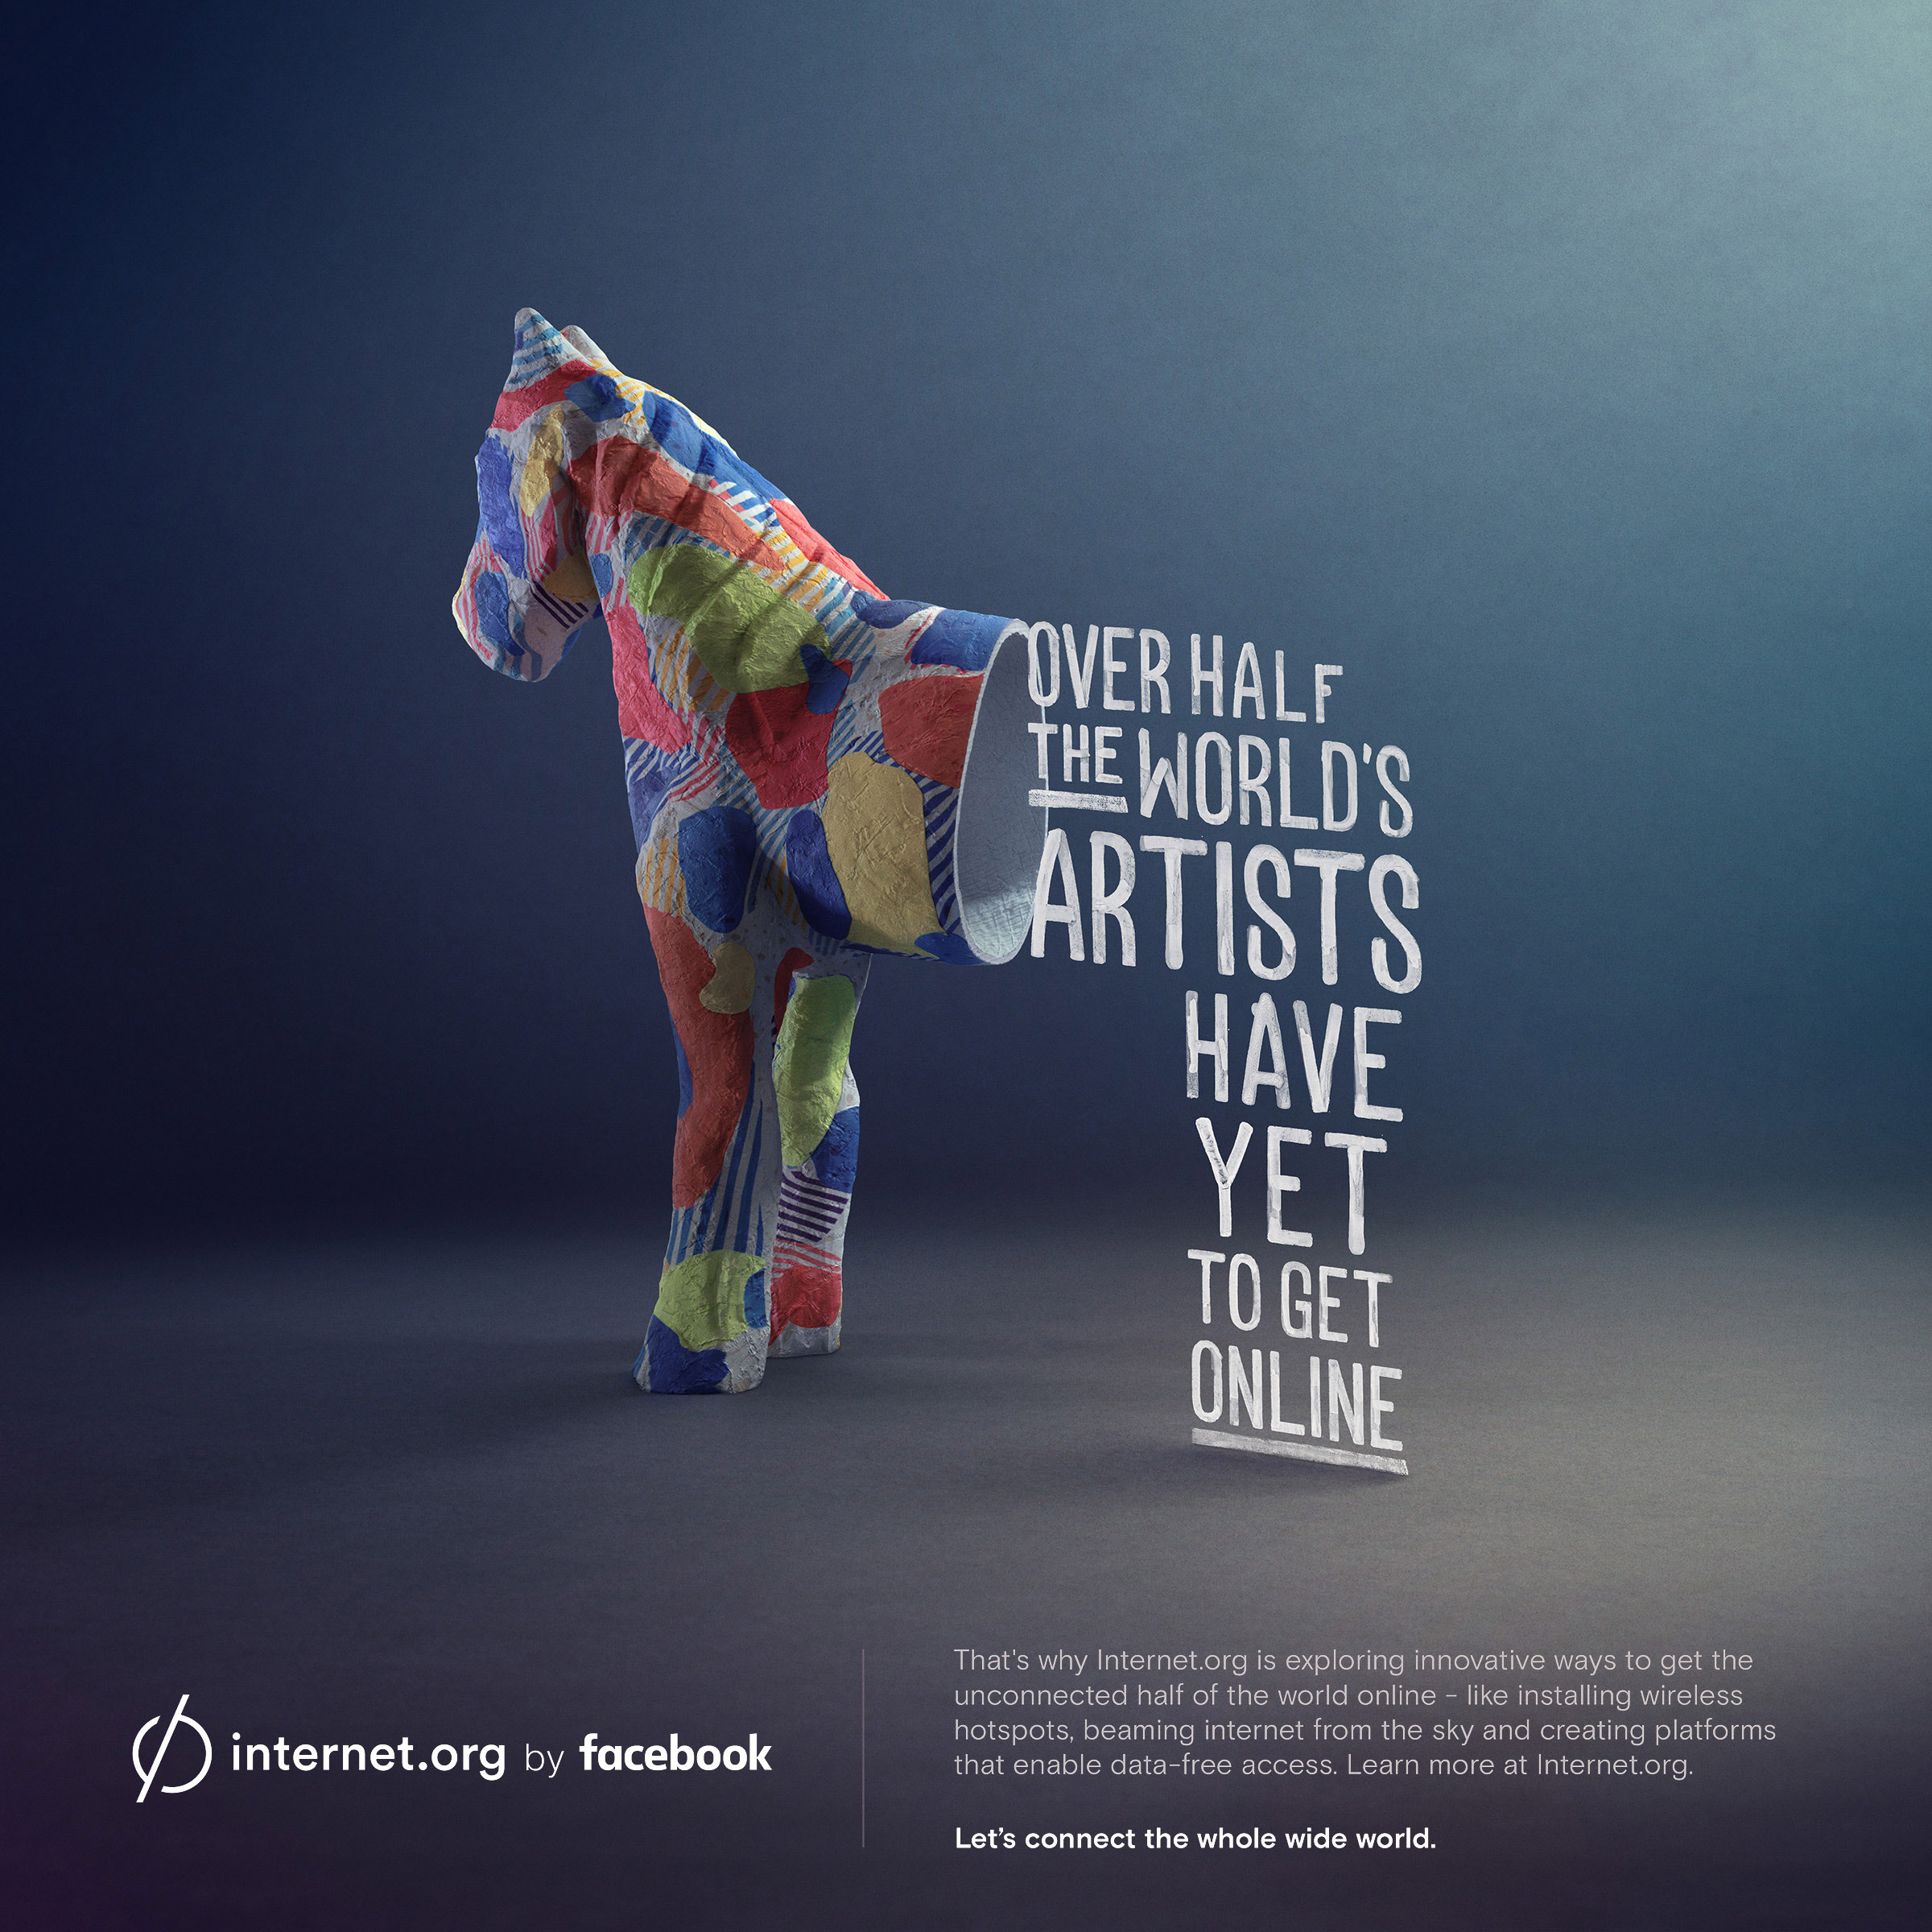 OVER HALF
THE WORLD'S
ARTISTS
HAVE
YET
TO GET
ONLINE
internet.org by facebook
That's why Internet.org is exploring innovative ways to get the
unconnected half of the world online - like installing wireless
hotspots, beaming internet from the sky and creating platforms
that enable data-free access. Learn more at Internet.org.
Let’s connect the whole wide world.